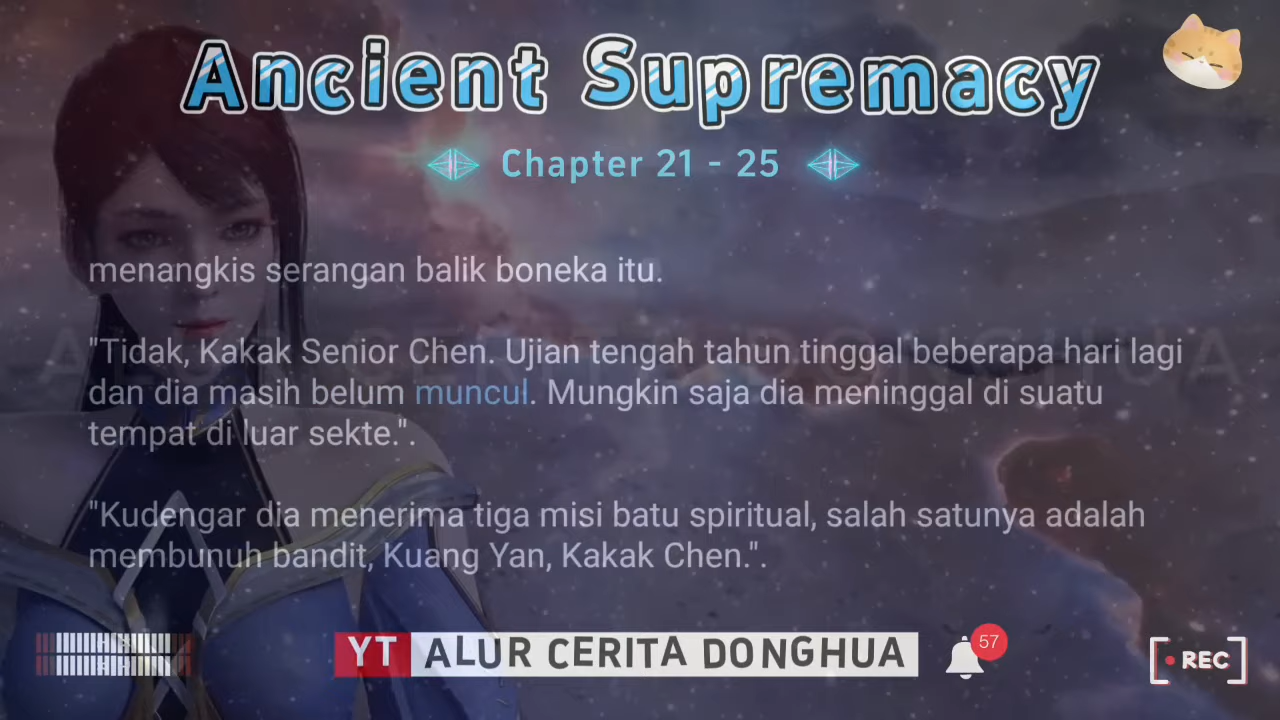 Ancient Supremacy
Chapter 21 - 25
menangkis serangan balik boneka itu.
"Tidak, Kakak Senior Chen. Ujian tengah tahun tinggal beberapa hari lagi
dan dia masih belum muncul. Mungkin saja dia meninggal di suatu
tempat di luar sekte.".
"Kudengar dia menerima tiga misi batu spiritual, salah satunya adalah
membunuh bandit, Kuang Yan, Kakak Chen.".
ALUR CERITA DONGHUA
YT ALUR CERITA DONGHUA
57
REC